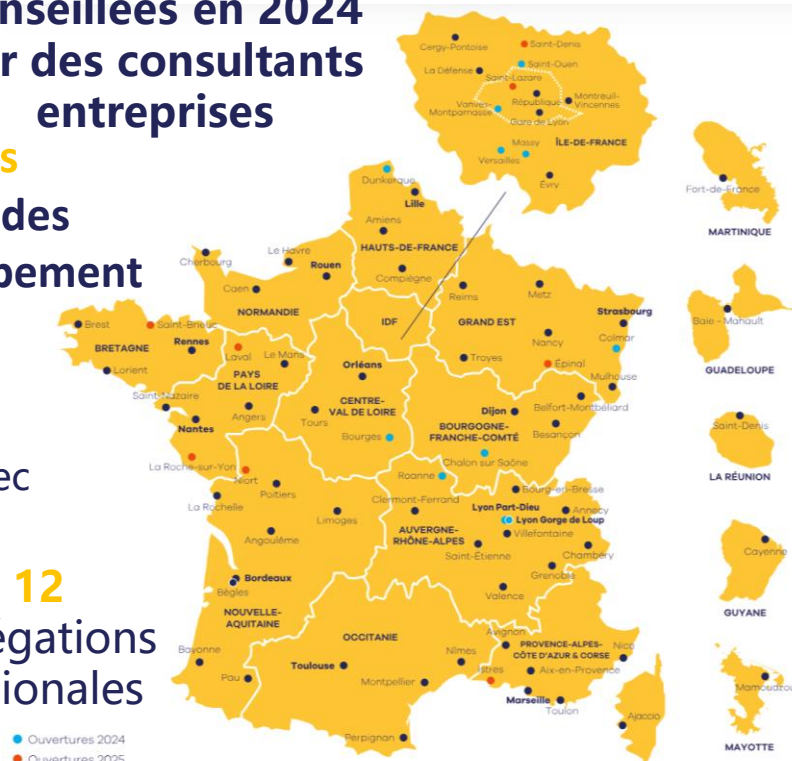 nseillées en 2024
r des consultants
entreprises
s
des
pement
ec
12
égations
ionales
Ouvertures 2024
Ouvertures 2025
Cergy-Pontoise
Saint-Denis
La Défense
Saint-Ouen
Saint-Lazare
République
Montreuil-
Vincennes
Vanves-
Montparnasse
Gare de Lyon
Massy
ÎLE-DE-FRANCE
Versailles
Évry
Dunkerque
Lille
Amiens
HAUTS-DE-FRANCE
Compiègne
Cherbourg
Le Havre
Rouen
Caen
NORMANDIE
IDF
Reims
Metz
GRAND EST
Strasbourg
Nancy
Colmar
Troyes
Épinal
Mulhouse
Brest
Saint-Brieuc
BRETAGNE
Rennes
Lorient
Laval
Le Mans
PAYS
DE LA LOIRE
Saint-Nazaire
Angers
Nantes
La Roche-sur-Yon
Orléans
CENTRE-
VAL DE LOIRE
Tours
Bourges
Dijon
Belfort-Montbéliard
BOURGOGNE-
FRANCHE-COMTÉ
Besançon
Chalon sur Saône
Niort
Poitiers
La Rochelle
Limoges
Angoulême
Bordeaux
Bègles
NOUVELLE-
AQUITAINE
Bayonne
Pau
Roanne
Bourg-en-Bresse
Clermont-Ferrand
Lyon Part-Dieu
Annecy
Lyon Gorge de Loup
AUVERGNE-
RHÔNE-ALPES
Villefontaine
Saint-Étienne
Chambéry
Grenoble
Valence
OCCITANIE
Toulouse
Nîmes
Montpellier
Perpignan
Avignon
PROVENCE-ALPES-
CÔTE D'AZUR & CORSE
Nice
Istres
Aix-en-Provence
Marseille
Toulon
Ajaccio
Fort-de-France
MARTINIQUE
Baie - Mahault
GUADELOUPE
Saint-Denis
LA RÉUNION
Cayenne
GUYANE
Mamoudzou
MAYOTTE